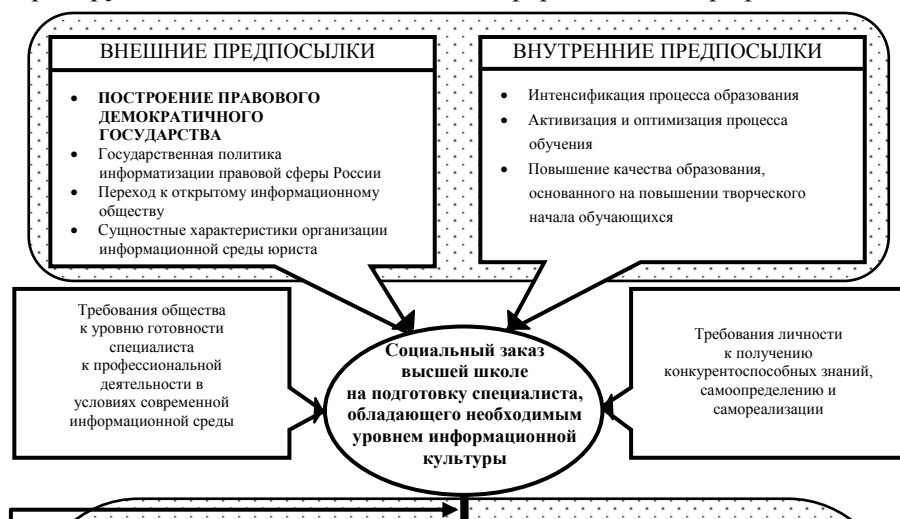 ВНЕШНИЕ ПРЕДПОСЫЛКИ
• ПОСТРОЕНИЕ ПРАВОВОГО
ДЕМОКРАТИЧНОГО
ГОСУДАРСТВА
• Государственная политика
информатизации правовой сферы России
• Переход к открытому информационному
обществу
• Сущностные характеристики организации
информационной среды юриста
ВНУТРЕННИЕ ПРЕДПОСЫЛКИ
• Интенсификация процесса образования
• Активизация и оптимизация процесса
обучения
• Повышение качества образования,
основанного на повышении творческого
начала обучающихся
Требования общества
к уровню готовности
специалиста
к профессиональной
деятельности в
условиях современной
информационной среды
Социальный заказ
высшей школе
на подготовку специалиста,
обладающего необходимым
уровнем информационной
культуры
Требования личности
к получению
конкурентоспособных знаний,
самоопределению и
самореализации